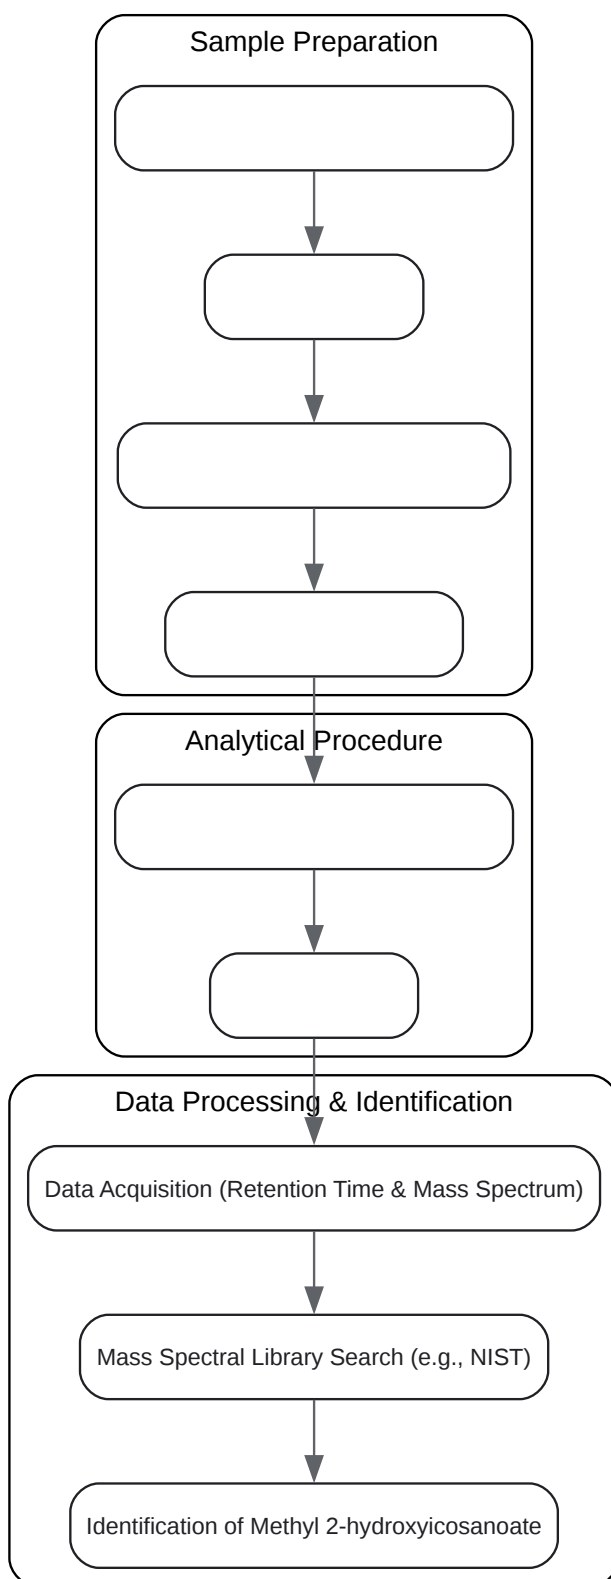 Sample Preparation
Analytical Procedure
Data Processing & Identification
Data Acquisition (Retention Time & Mass Spectrum)
Mass Spectral Library Search (e.g., NIST)
Identification of Methyl 2-hydroxyicosanoate